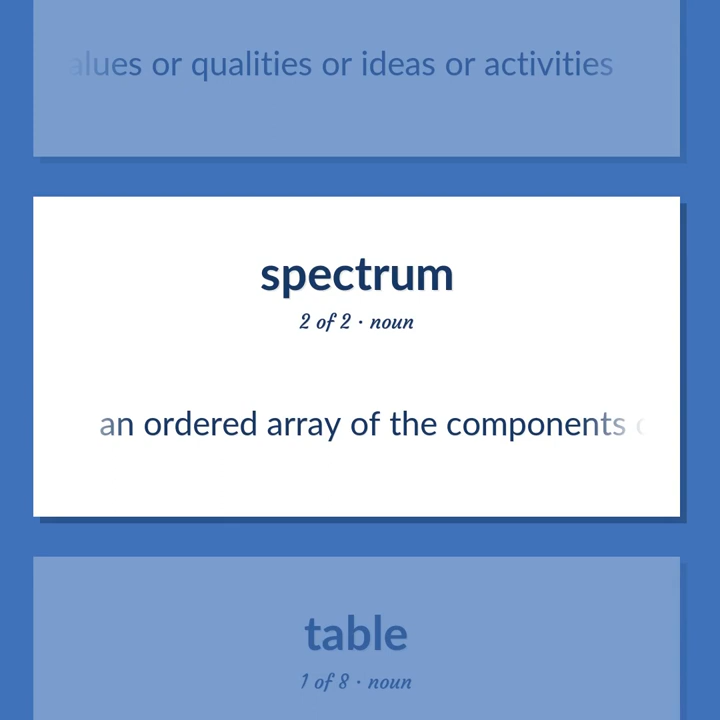 alues or qualities or ideas or activities
spectrum
2 of 2 · noun
an ordered array of the components
table
1 of 8 · noun